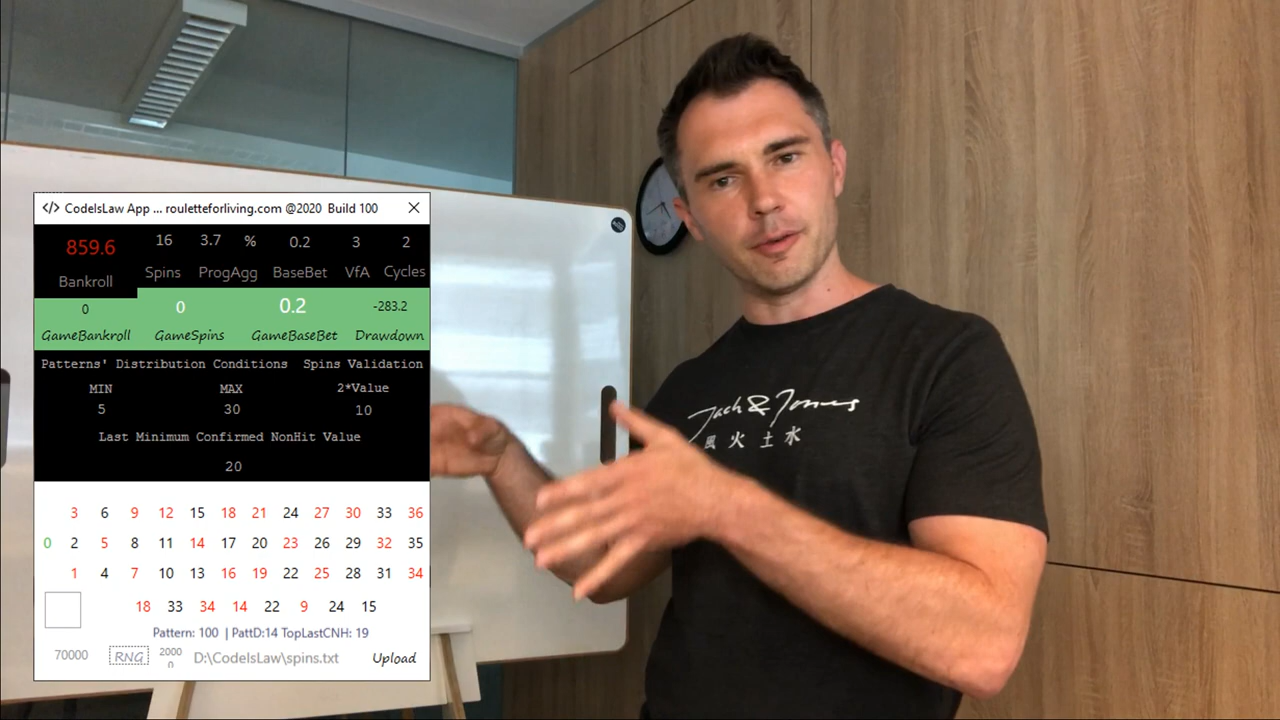 </> CodeIsLaw App ... rouletteforliving.com @2020 Build 100
859.6 16 3.7 % 0.2 3 2
Bankroll Spins ProgAgg BaseBet VfA Cycles
0 0 0.2 -283.2
GameBankroll GameSpins GameBaseBet Drawdown
Patterns' Distribution Conditions Spins Validation
MIN MAX 2*Value
5 30 10
Last Minimum Confirmed NonHit Value
20
3 6 9 12 15 18 21 24 27 30 33 36
0 2 5 8 11 14 17 20 23 26 29 32 35
1 4 7 10 13 16 19 22 25 28 31 34
18 33 34 14 22 9 24 15
Pattern: 100 | PattD:14 TopLastCNH: 19
70000 RNG 20000 D:\CodeIsLaw\spins.txt Upload
Jack & Jones
風火土水